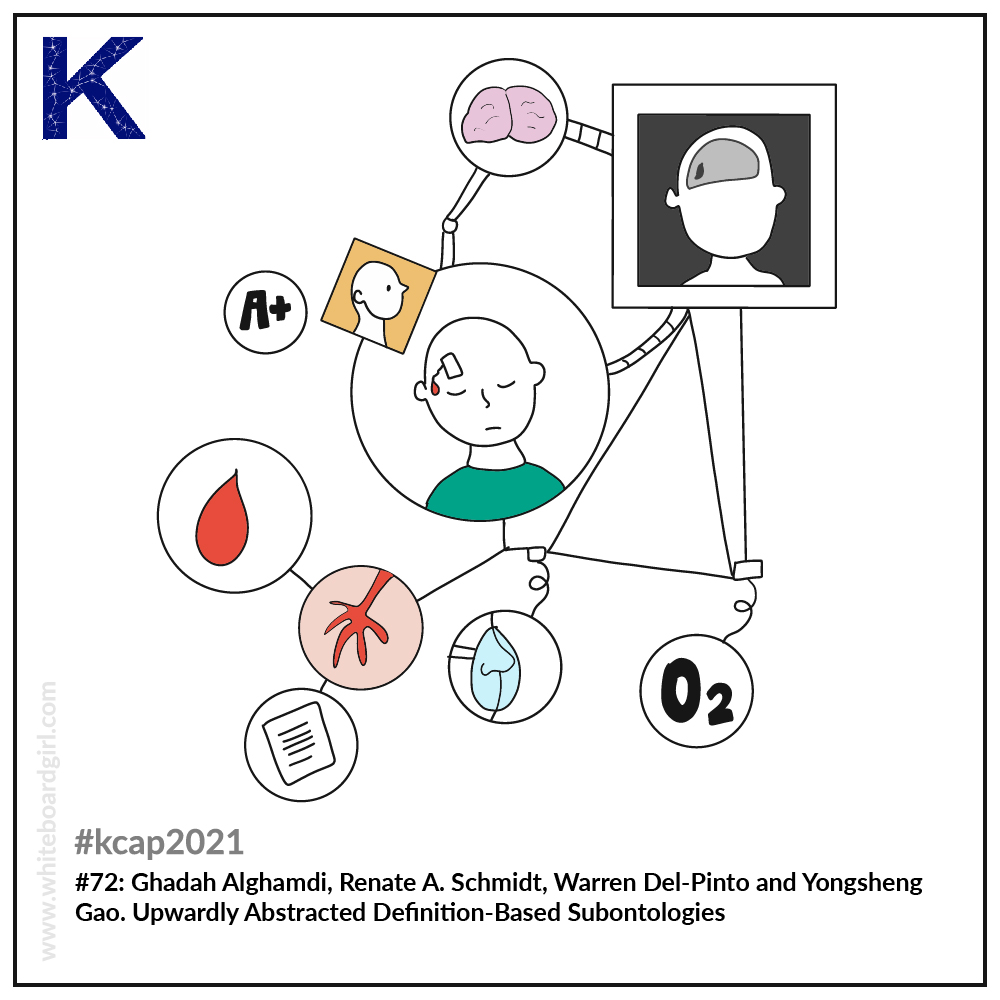 K
A+
O2
#kcap2021
#72: Ghadah Alghamdi, Renate A. Schmidt, Warren Del-Pinto and Yongsheng
Gao. Upwardly Abstracted Definition-Based Subontologies
www.whiteboardgirl.com